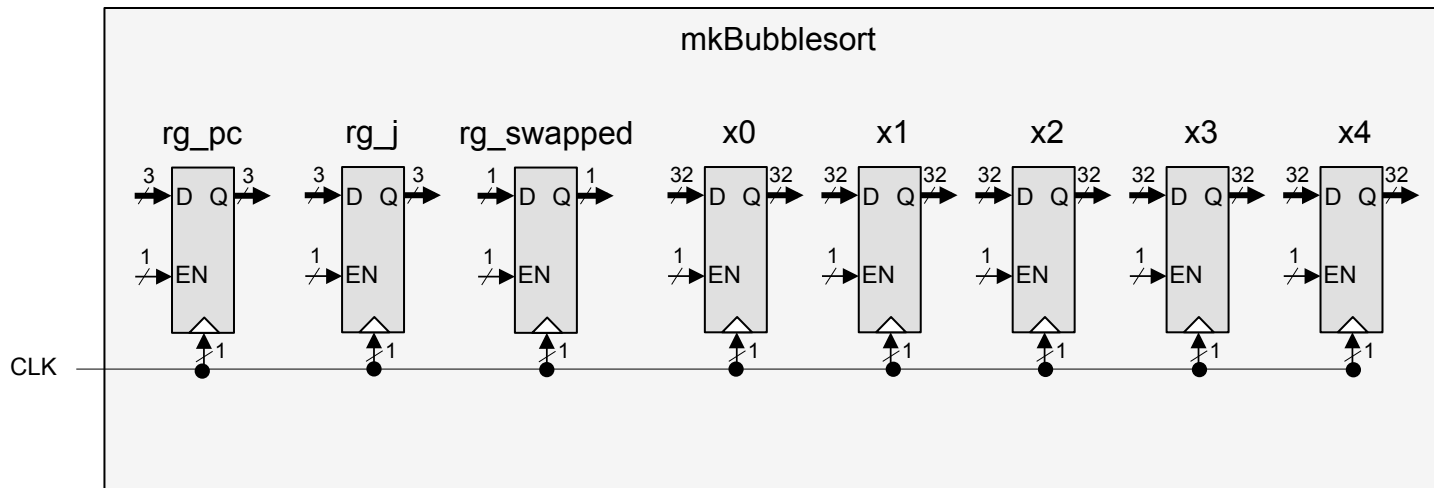 mkBubblesort
rg_pc rg_j rg_swapped x0 x1 x2 x3 x4
3 3 3 3 1 1 32 32 32 32 32 32 32 32 32 32
D Q D Q D Q D Q D Q D Q D Q D Q
1 1 1 1 1 1 1 1
EN EN EN EN EN EN EN EN
1 1 1 1 1 1 1 1
CLK